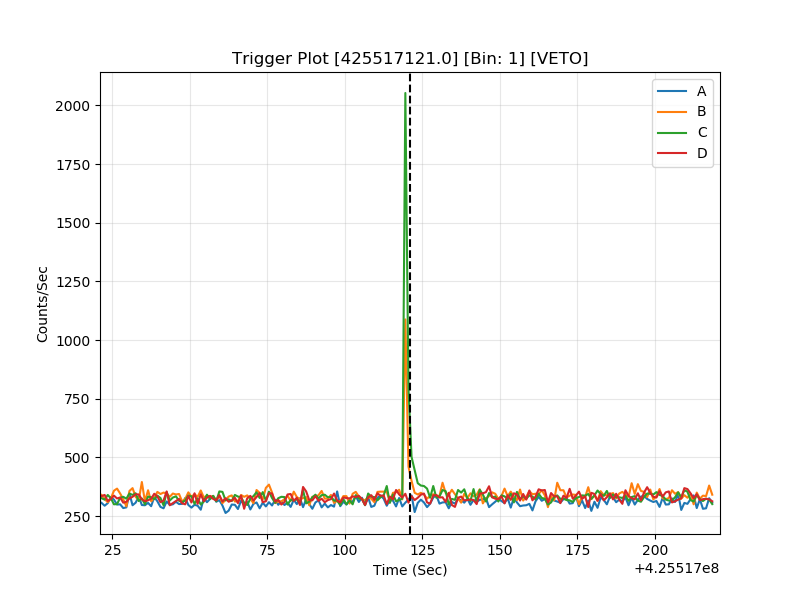 Trigger Plot [425517121.0] [Bin: 1] [VETO]
A
B
C
D
2000
1750
1500
1250
1000
750
500
250
Counts/Sec
25 50 75 100 125 150 175 200
Time (Sec)
+4.25517e8